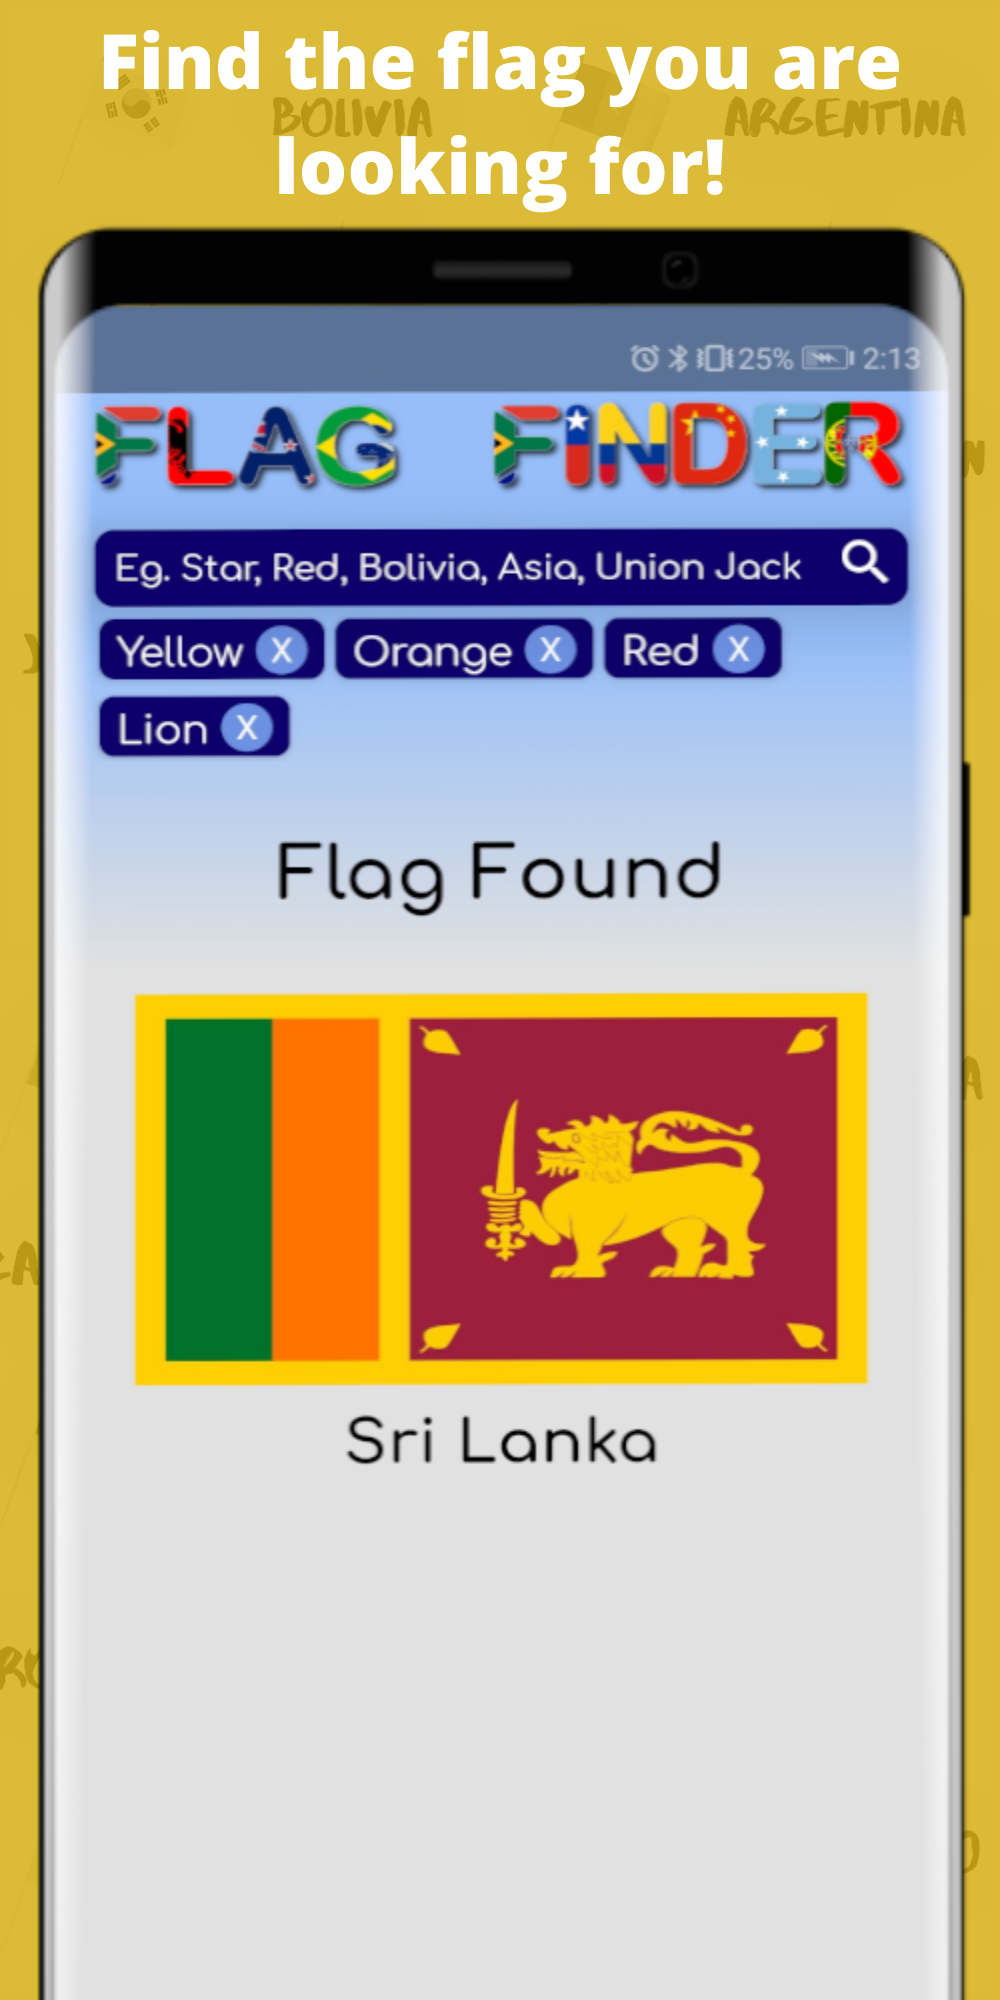 Find the flag you are
looking for!
BOLIVIA
ARGENTINA
25% 2:13
FLAG FINDER
Eg. Star, Red, Bolivia, Asia, Union Jack
Yellow X Orange X Red X
Lion X
Flag Found
Sri Lanka